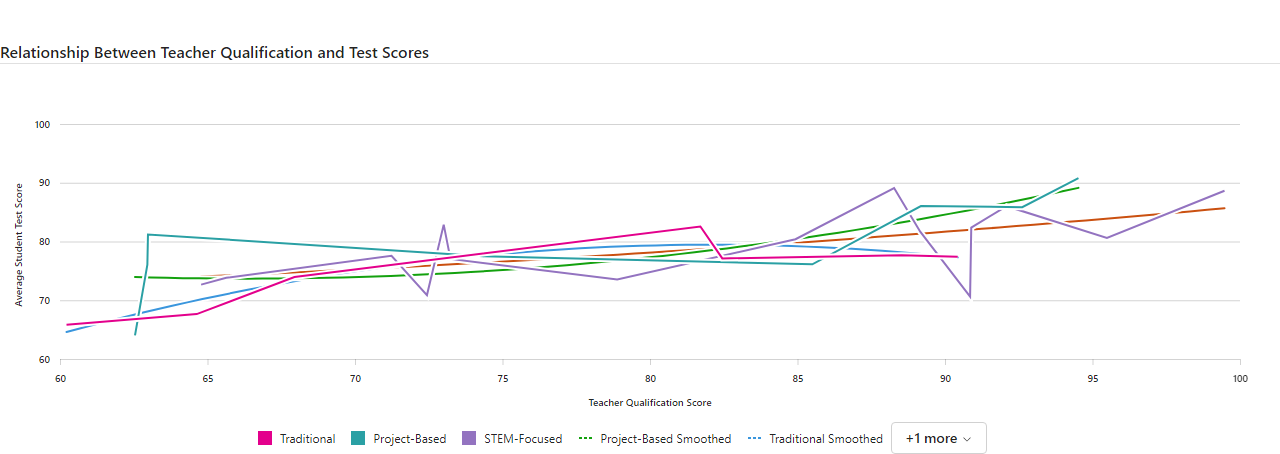 Relationship Between Teacher Qualification and Test Scores
100
90
80
70
60
Average Student Test Score
60 65 70 75 80 85 90 95 100
Teacher Qualification Score
Traditional Project-Based STEM-Focused Project-Based Smoothed Traditional Smoothed +1 more